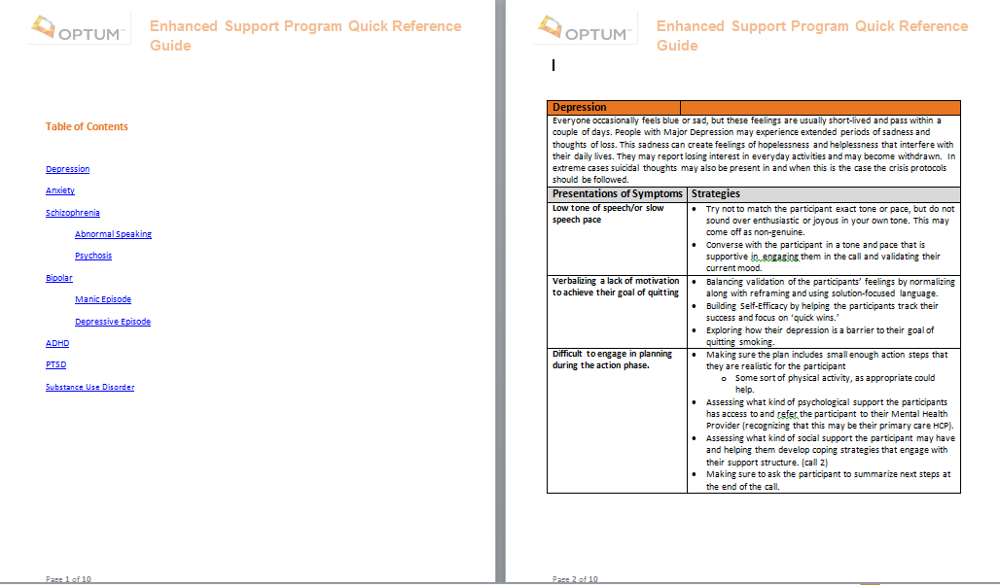 OPTUM™
Enhanced Support Program Quick Reference
Guide
Table of Contents
Depression
Anxiety
Schizophrenia
Abnormal Speaking
Psychosis
Bipolar
Manic Episode
Depressive Episode
ADHD
PTSD
Substance Use Disorder
Page 1 of 10
OPTUM™
Enhanced Support Program Quick Reference
Guide
Depression
Everyone occasionally feels blue or sad, but these feelings are usually short-lived and pass within a
couple of days. People with Major Depression may experience extended periods of sadness and
thoughts of loss. This sadness can create feelings of hopelessness and helplessness that interfere with
their daily lives. They may report losing interest in everyday activities and may become withdrawn. In
extreme cases suicidal thoughts may also be present in and when this is the case the crisis protocols
should be followed.
Presentations of Symptoms Strategies
Low tone of speech/or slow
speech pace
• Try not to match the participant exact tone or pace, but do not
sound over enthusiastic or joyous in your own tone. This may
come off as non-genuine.
• Converse with the participant in a tone and pace that is
supportive in engaging them in the call and validating their
current mood.
Verbalizing a lack of motivation
to achieve their goal of quitting
• Balancing validation of the participants' feelings by normalizing
along with reframing and using solution-focused language.
• Building Self-Efficacy by helping the participants track their
success and focus on 'quick wins.'
• Exploring how their depression is a barrier to their goal of
quitting smoking.
Difficult to engage in planning
during the action phase.
• Making sure the plan includes small enough action steps that
they are realistic for the participant
o Some sort of physical activity, as appropriate could
help.
• Assessing what kind of psychological support the participants
has access to and refer the participant to their Mental Health
Provider (recognizing that this may be their primary care HCP).
• Assessing what kind of social support the participant may have
and helping them develop coping strategies that engage with
their support structure. (call 2)
• Making sure to ask the participant to summarize next steps at
the end of the call.
Page 2 of 10